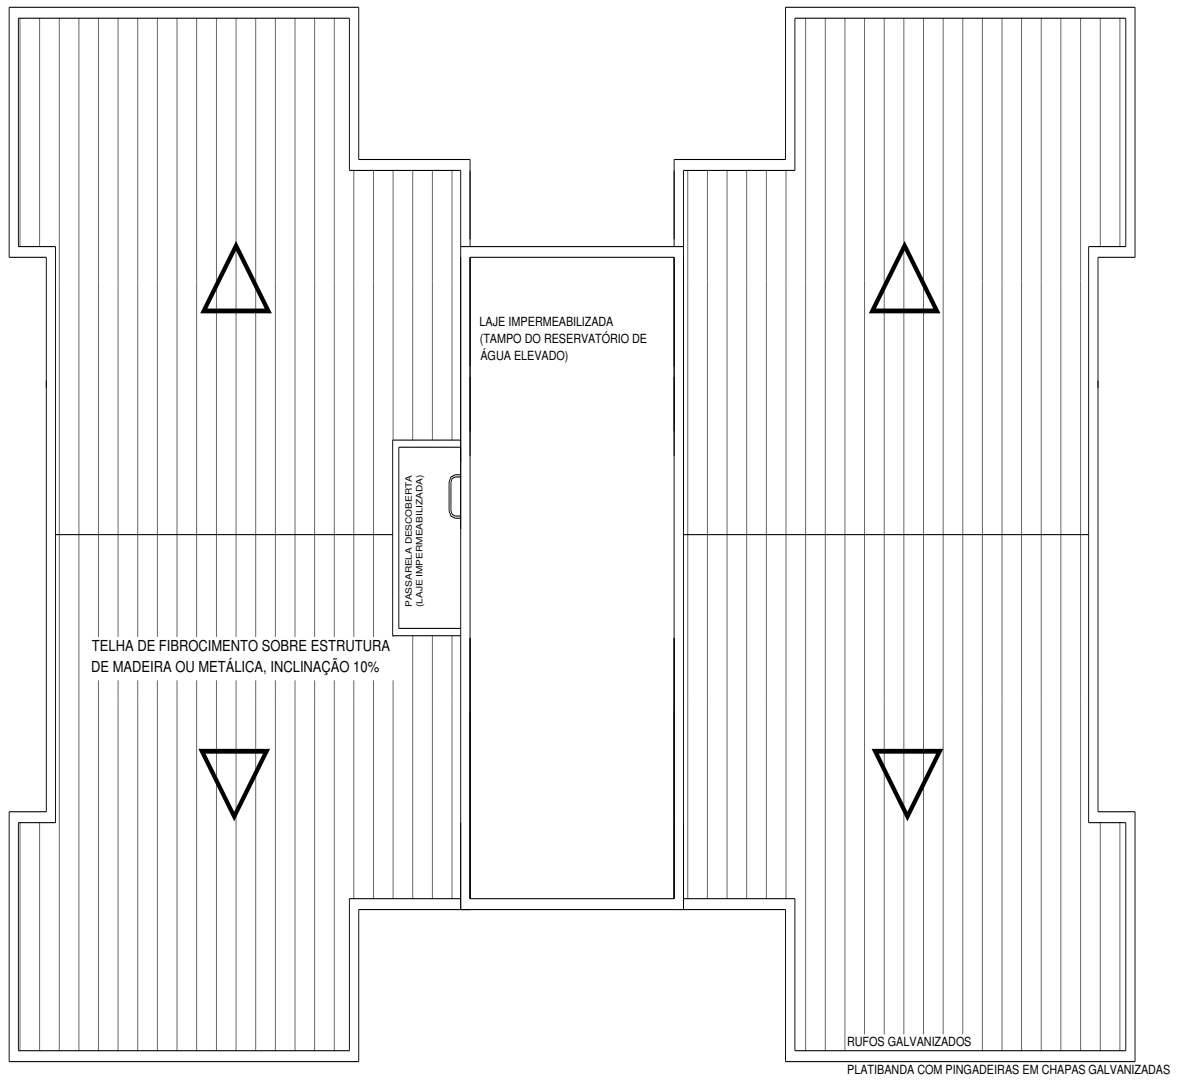 LAJE IMPERMEABILIZADA
(TAMPO DO RESERVATÓRIO DE
ÁGUA ELEVADO)
PASSARELA DESCOBERTA
(LAJE IMPERMEABILIZADA)
TELHA DE FIBROCIMENTO SOBRE ESTRUTURA
DE MADEIRA OU METÁLICA, INCLINAÇÃO 10%
RUFOS GALVANIZADOS
PLATIBANDA COM PINGADEIRAS EM CHAPAS GALVANIZADAS